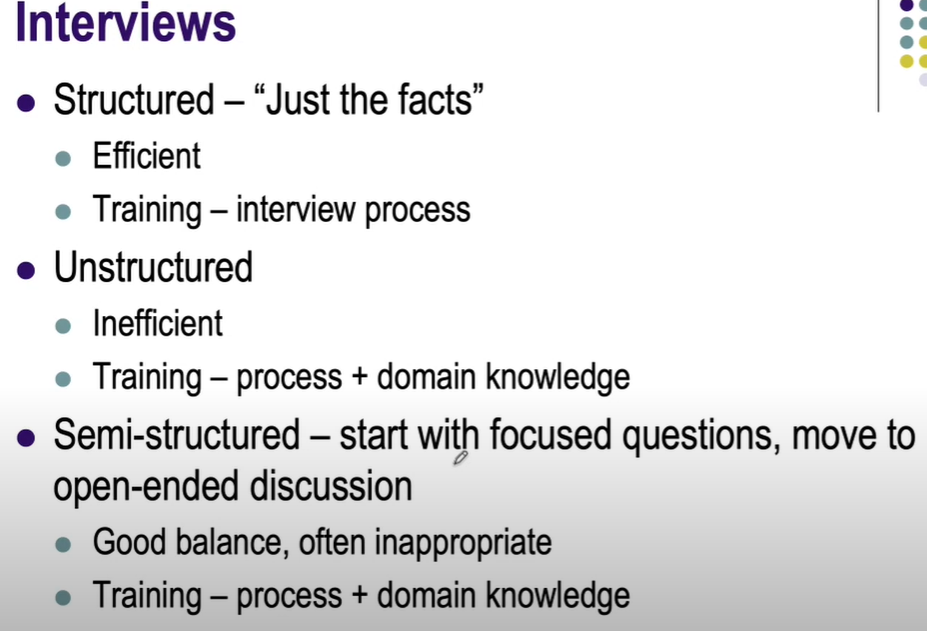 Interviews
Structured – “Just the facts”
Efficient
Training – interview process
Unstructured
Inefficient
Training – process + domain knowledge
Semi-structured – start with focused questions, move to
open-ended discussion
Good balance, often inappropriate
Training – process + domain knowledge